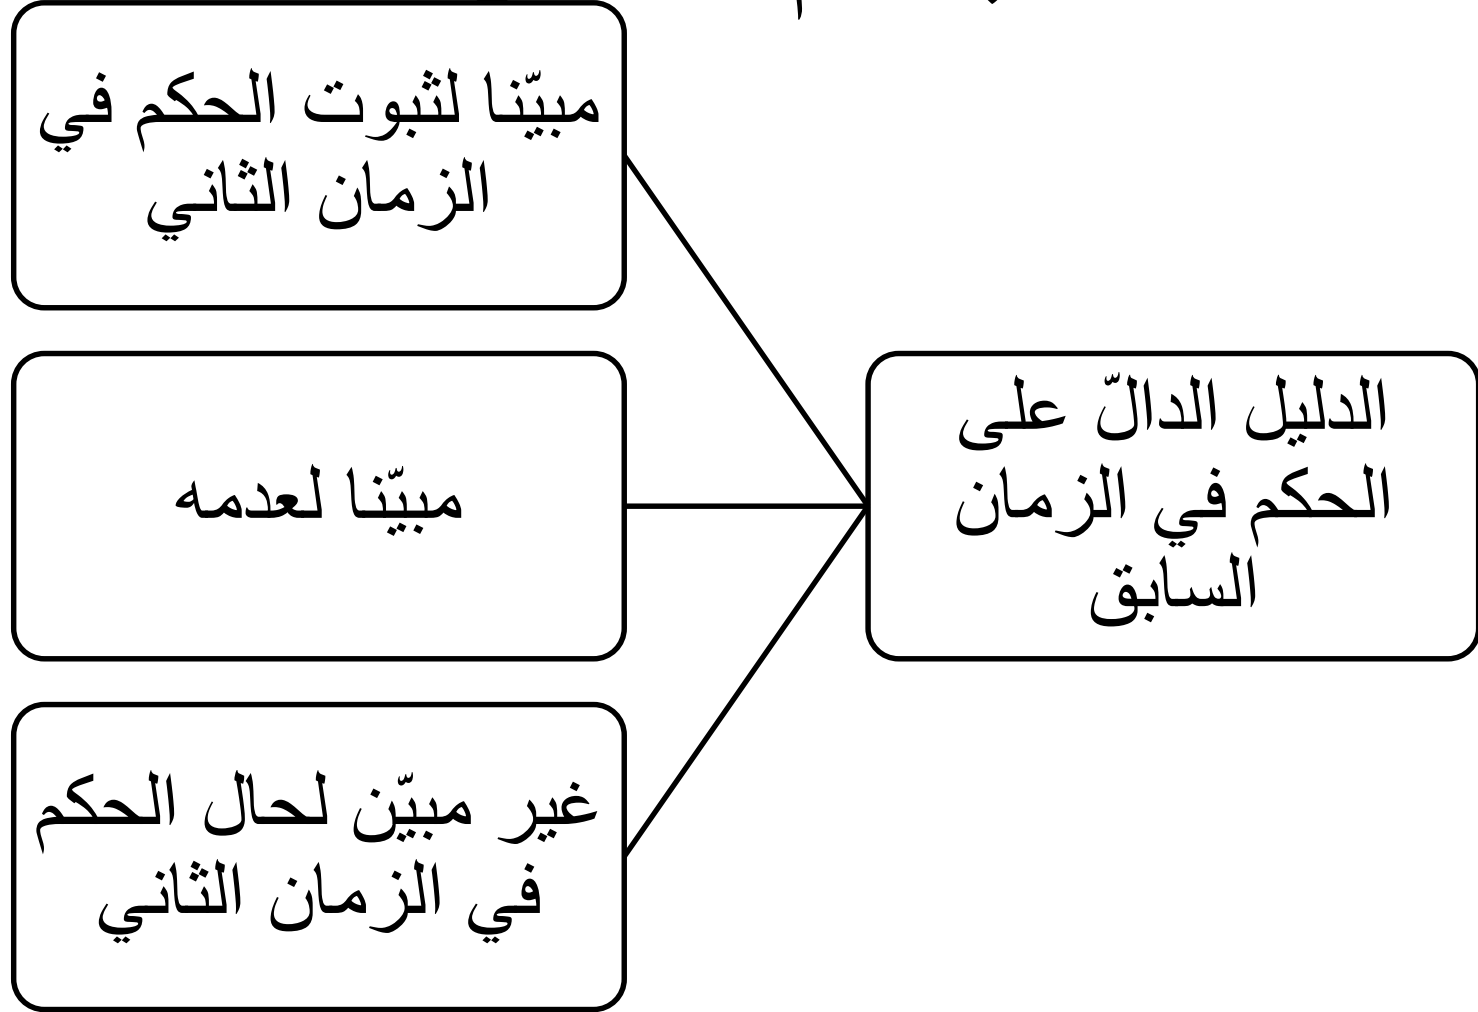 الدليل الدالّ على
الحكم في الزمان
السابق
مبيّنا لثبوت الحكم في
الزمان الثاني
مبيّنا لعدمه
غير مبيّن لحال الحكم
في الزمان الثاني